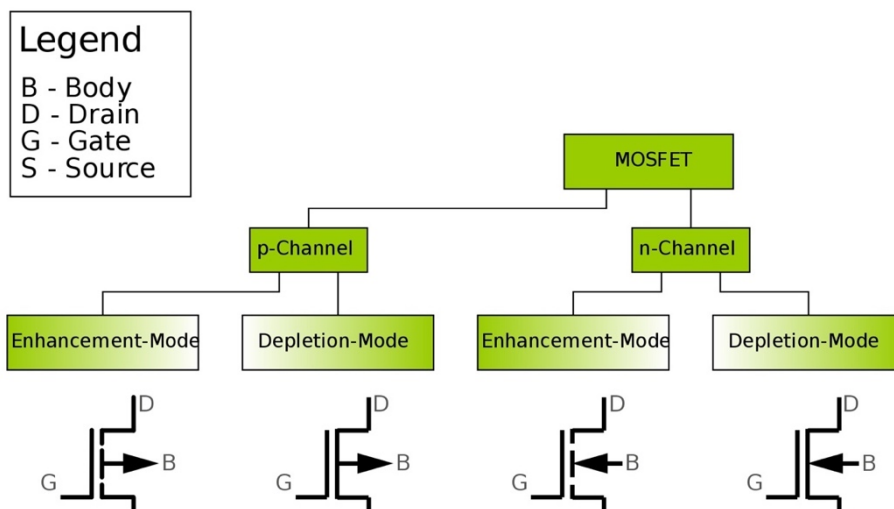 Legend
B - Body
D - Drain
G - Gate
S - Source
MOSFET
p-Channel
n-Channel
Enhancement-Mode
Depletion-Mode
Enhancement-Mode
Depletion-Mode
D
D
D
D
B
B
B
B
G
G
G
G